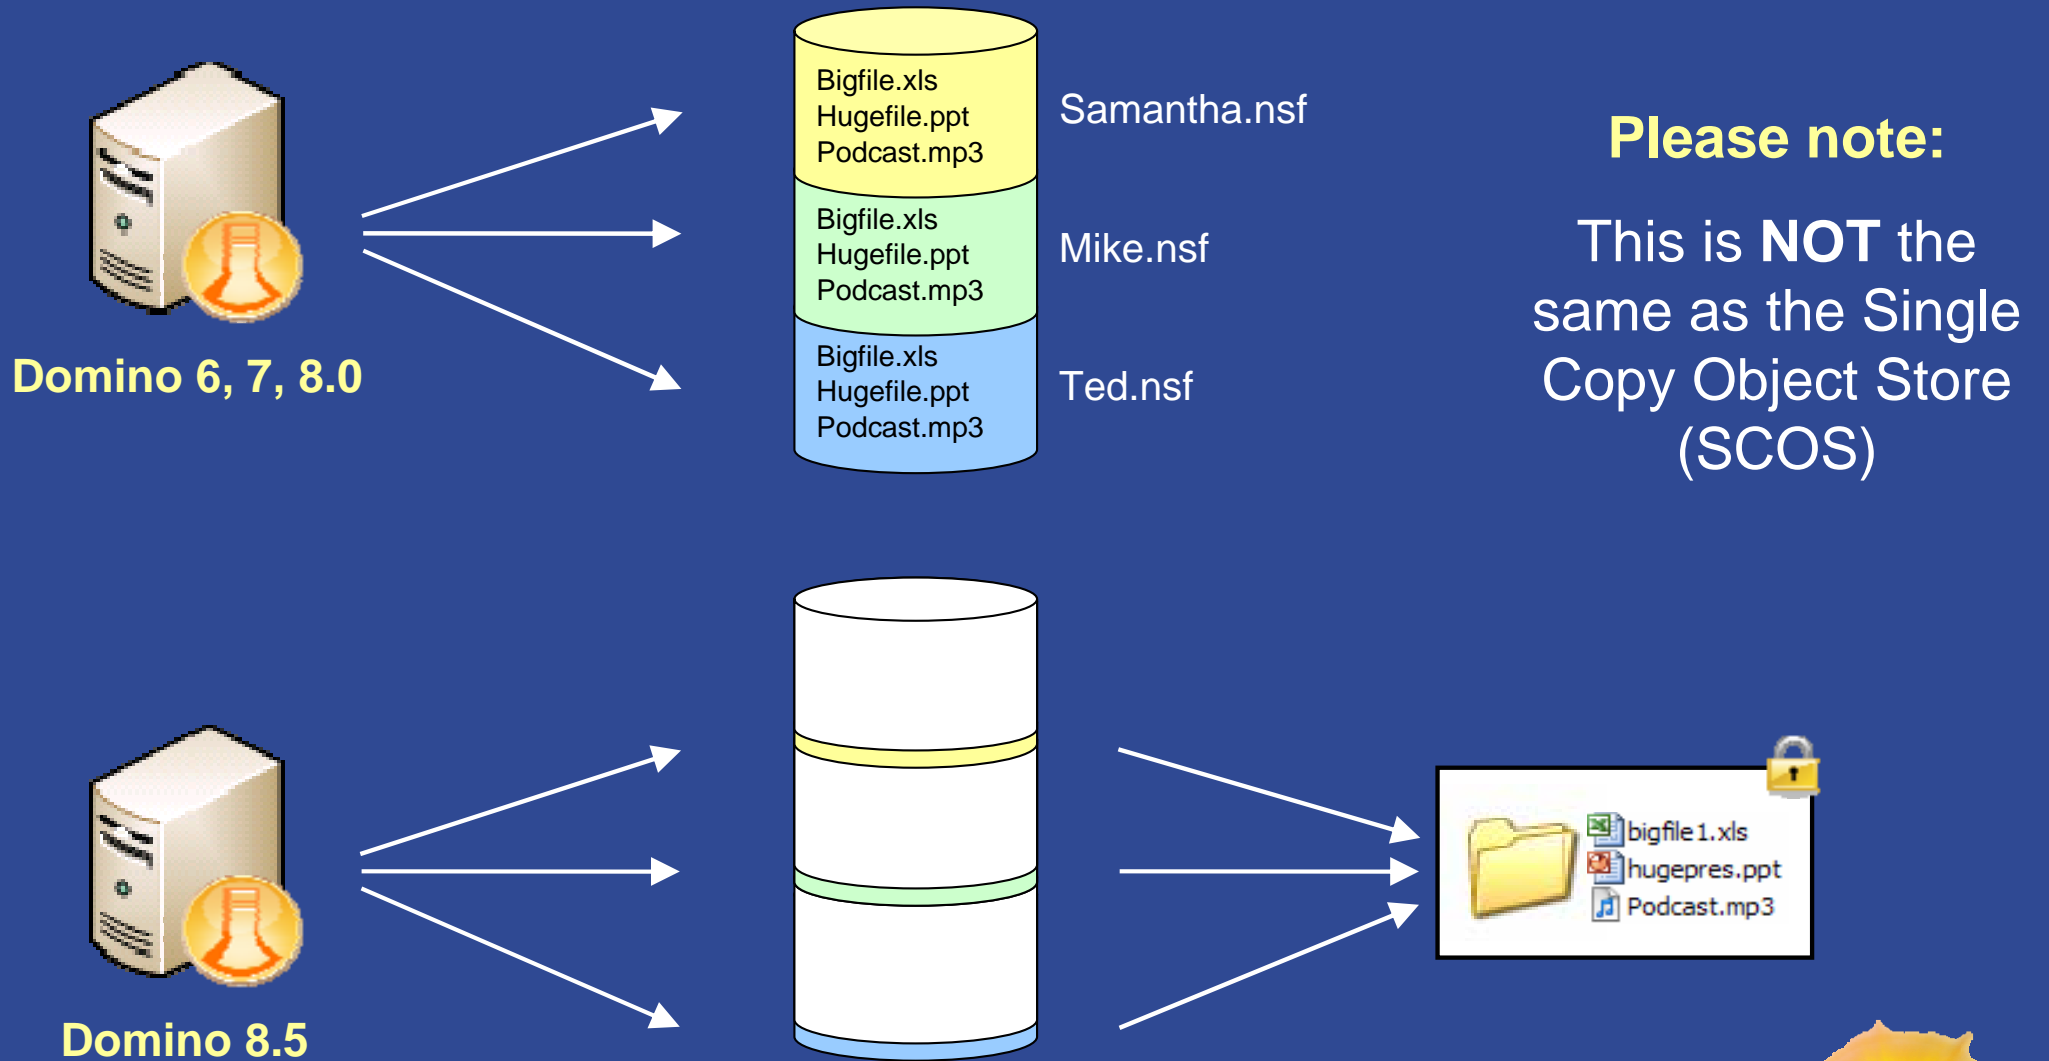 Bigfile.xls
Hugefile.ppt
Podcast.mp3
Samantha.nsf
Bigfile.xls
Hugefile.ppt
Podcast.mp3
Mike.nsf
Bigfile.xls
Hugefile.ppt
Podcast.mp3
Ted.nsf
Domino 6, 7, 8.0
Please note:
This is NOT the
same as the Single
Copy Object Store
(SCOS)
bigfile1.xls
hugepres.ppt
Podcast.mp3
Domino 8.5